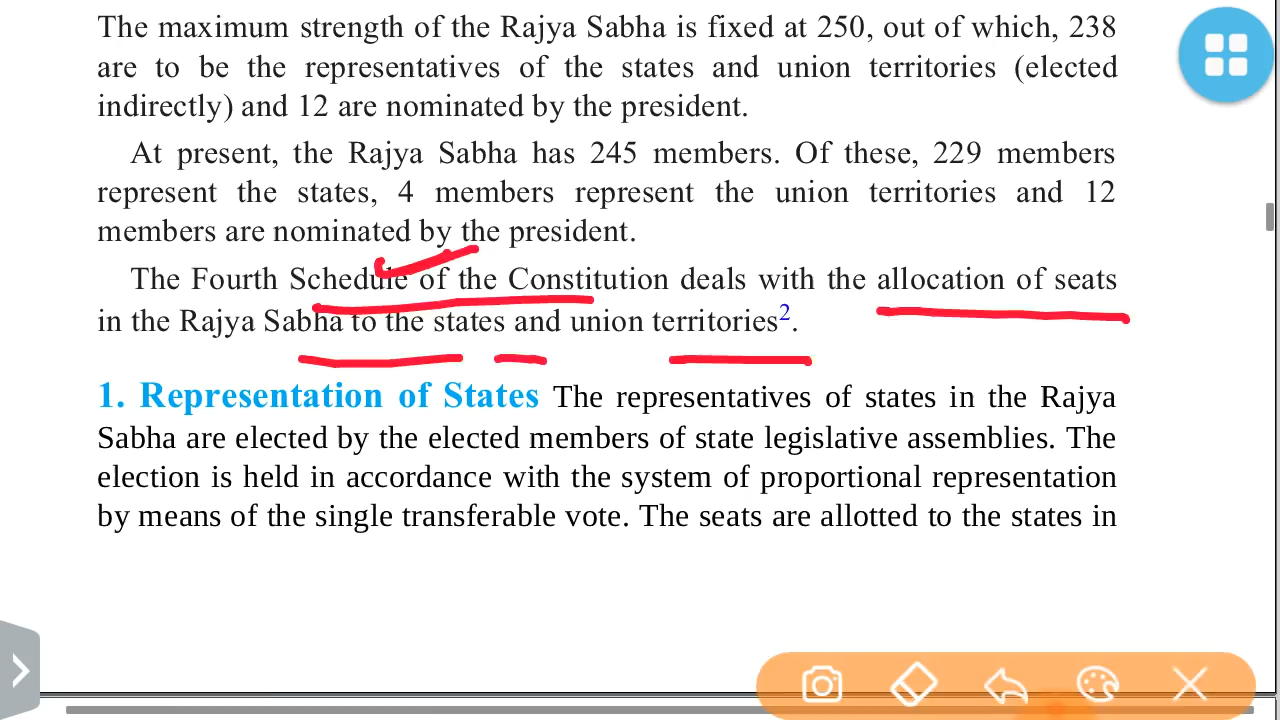 The maximum strength of the Rajya Sabha is fixed at 250, out of which, 238
are to be the representatives of the states and union territories (elected
indirectly) and 12 are nominated by the president.
At present, the Rajya Sabha has 245 members. Of these, 229 members
represent the states, 4 members represent the union territories and 12
members are nominated by the president.
The Fourth Schedule of the Constitution deals with the allocation of seats
in the Rajya Sabha to the states and union territories2.
1. Representation of States The representatives of states in the Rajya
Sabha are elected by the elected members of state legislative assemblies. The
election is held in accordance with the system of proportional representation
by means of the single transferable vote. The seats are allotted to the states in